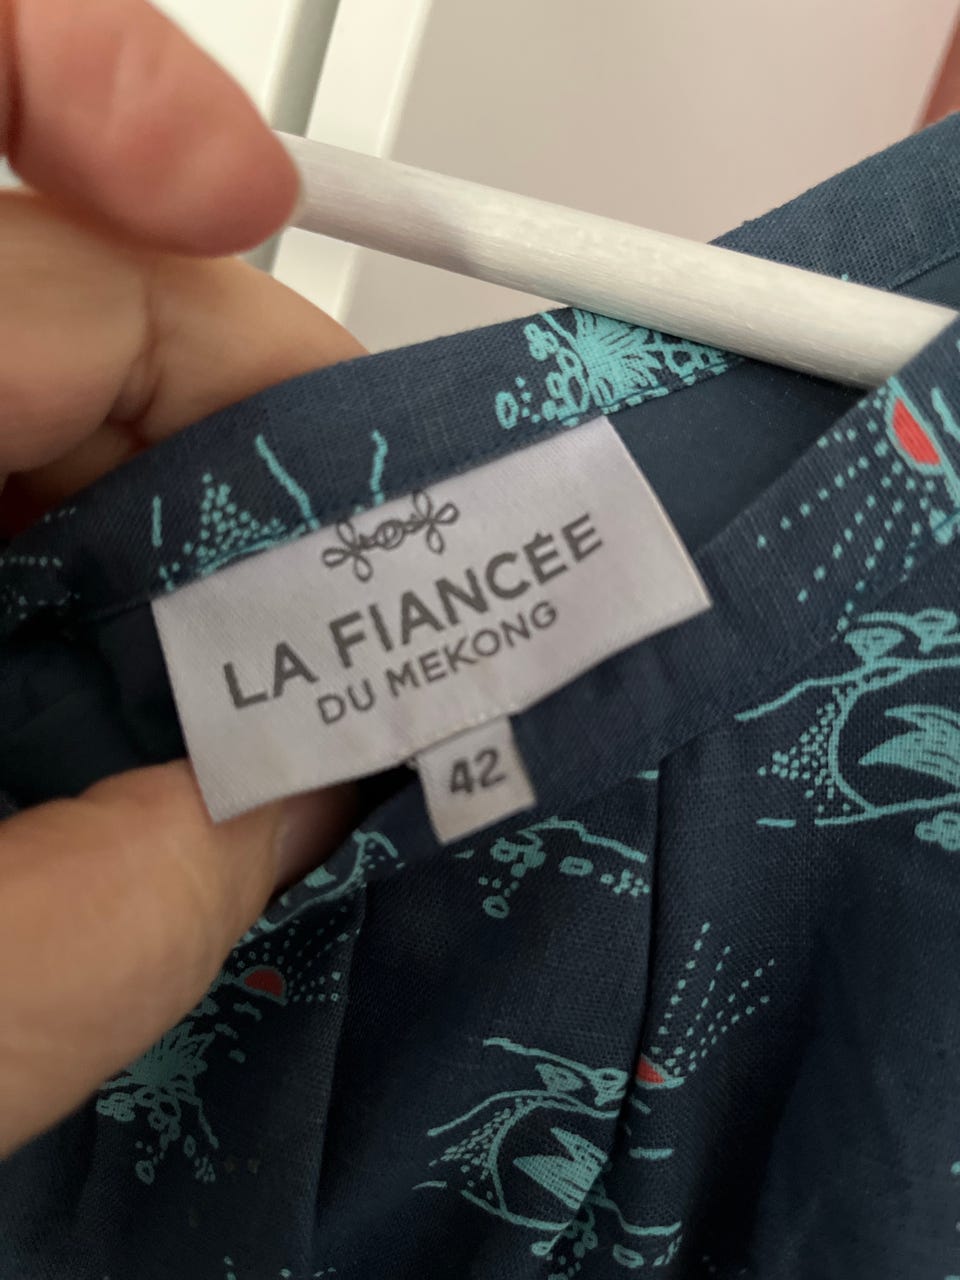 LA FIANCÉE
DU MEKONG
42